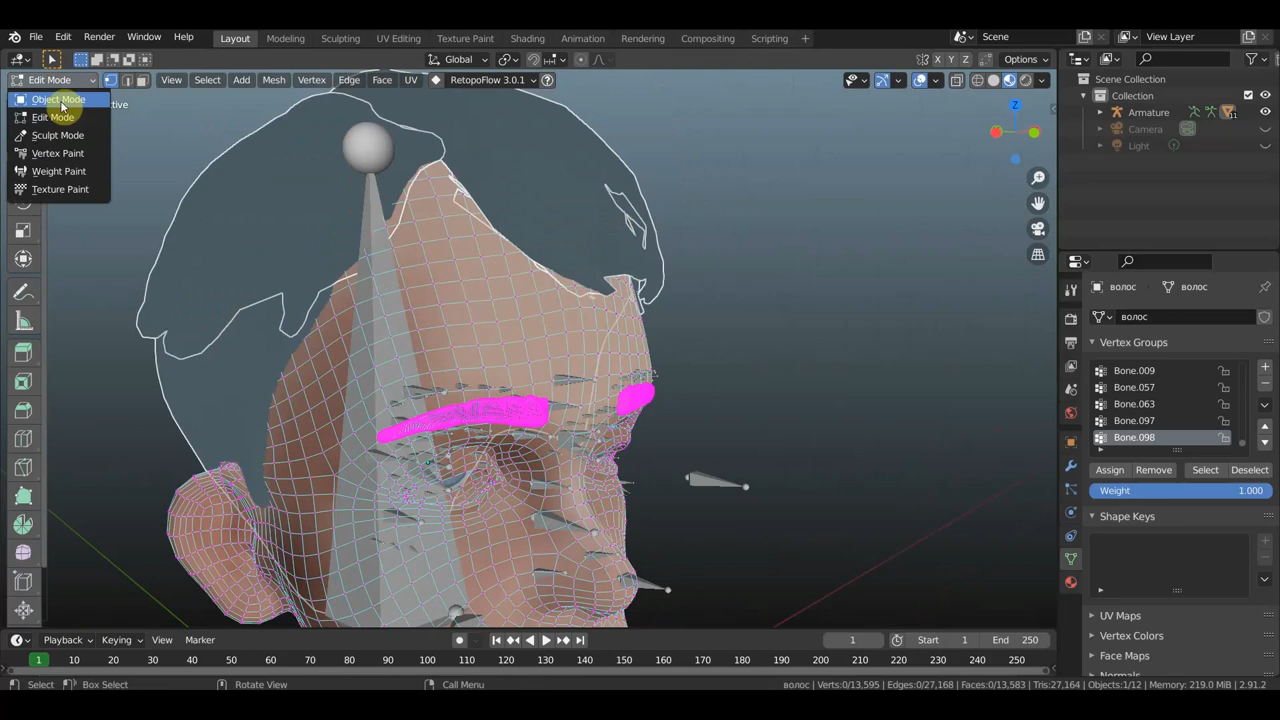 File Edit Render Window Help Layout Modeling Sculpting UV Editing Texture Paint Shading Animation Rendering Compositing Scripting + Scene View Layer
Global X Y Z Options
Edit Mode View Select Add Mesh Vertex Edge Face UV RetopoFlow 3.0.1
Object Mode
Edit Mode
Sculpt Mode
Vertex Paint
Weight Paint
Texture Paint
Z
Scene Collection
Collection
Armature 11
Camera
Light
волос волос
волос
Vertex Groups
Bone.009
Bone.057
Bone.063
Bone.097
Bone.098
Assign Remove Select Deselect
Weight 1.000
Shape Keys
UV Maps
Vertex Colors
Face Maps
Normals
Playback Keying View Marker 1 Start 1 End 250
1 10 20 30 40 50 60 70 80 90 100 110 120 130 140 150 160 170 180 190 200 210 220 230 240 250
Select Box Select Rotate View Call Menu волос | Verts:0/13,595 | Edges:0/27,168 | Faces:0/13,583 | Tris:27,164 | Objects:1/12 | Memory: 219.0 MiB | 2.91.2